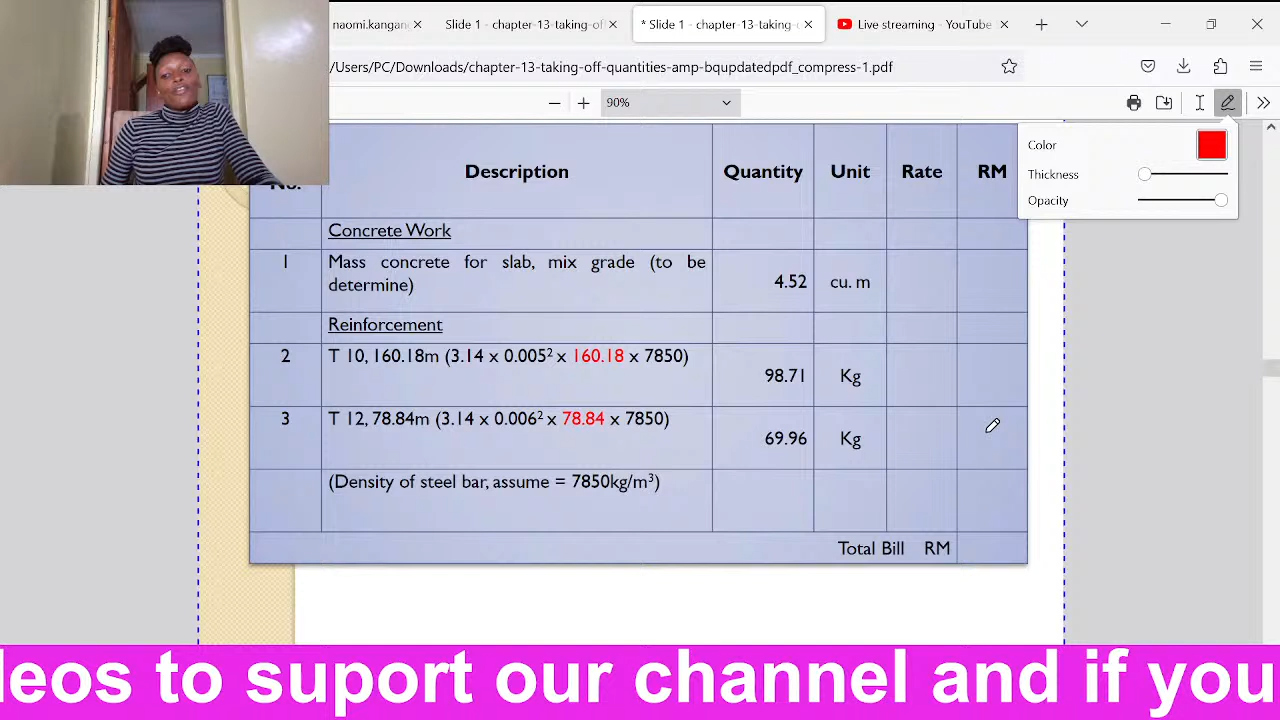 naomi.kangand
Slide 1 - chapter-13-taking-off
* Slide 1 - chapter-13-taking-o
Live streaming - YouTube
/Users/PC/Downloads/chapter-13-taking-off-quantities-amp-bqupdatedpdf_compress-1.pdf
90%
Color
Thickness
Opacity
No. Description Quantity Unit Rate RM
Concrete Work
1 Mass concrete for slab, mix grade (to be
determine) 4.52 cu. m
Reinforcement
2 T 10, 160.18m (3.14 x 0.005² x 160.18 x 7850)
98.71 Kg
3 T 12, 78.84m (3.14 x 0.006² x 78.84 x 7850)
69.96 Kg
(Density of steel bar, assume = 7850kg/m³)
Total Bill RM
deos to suport our channel and if you